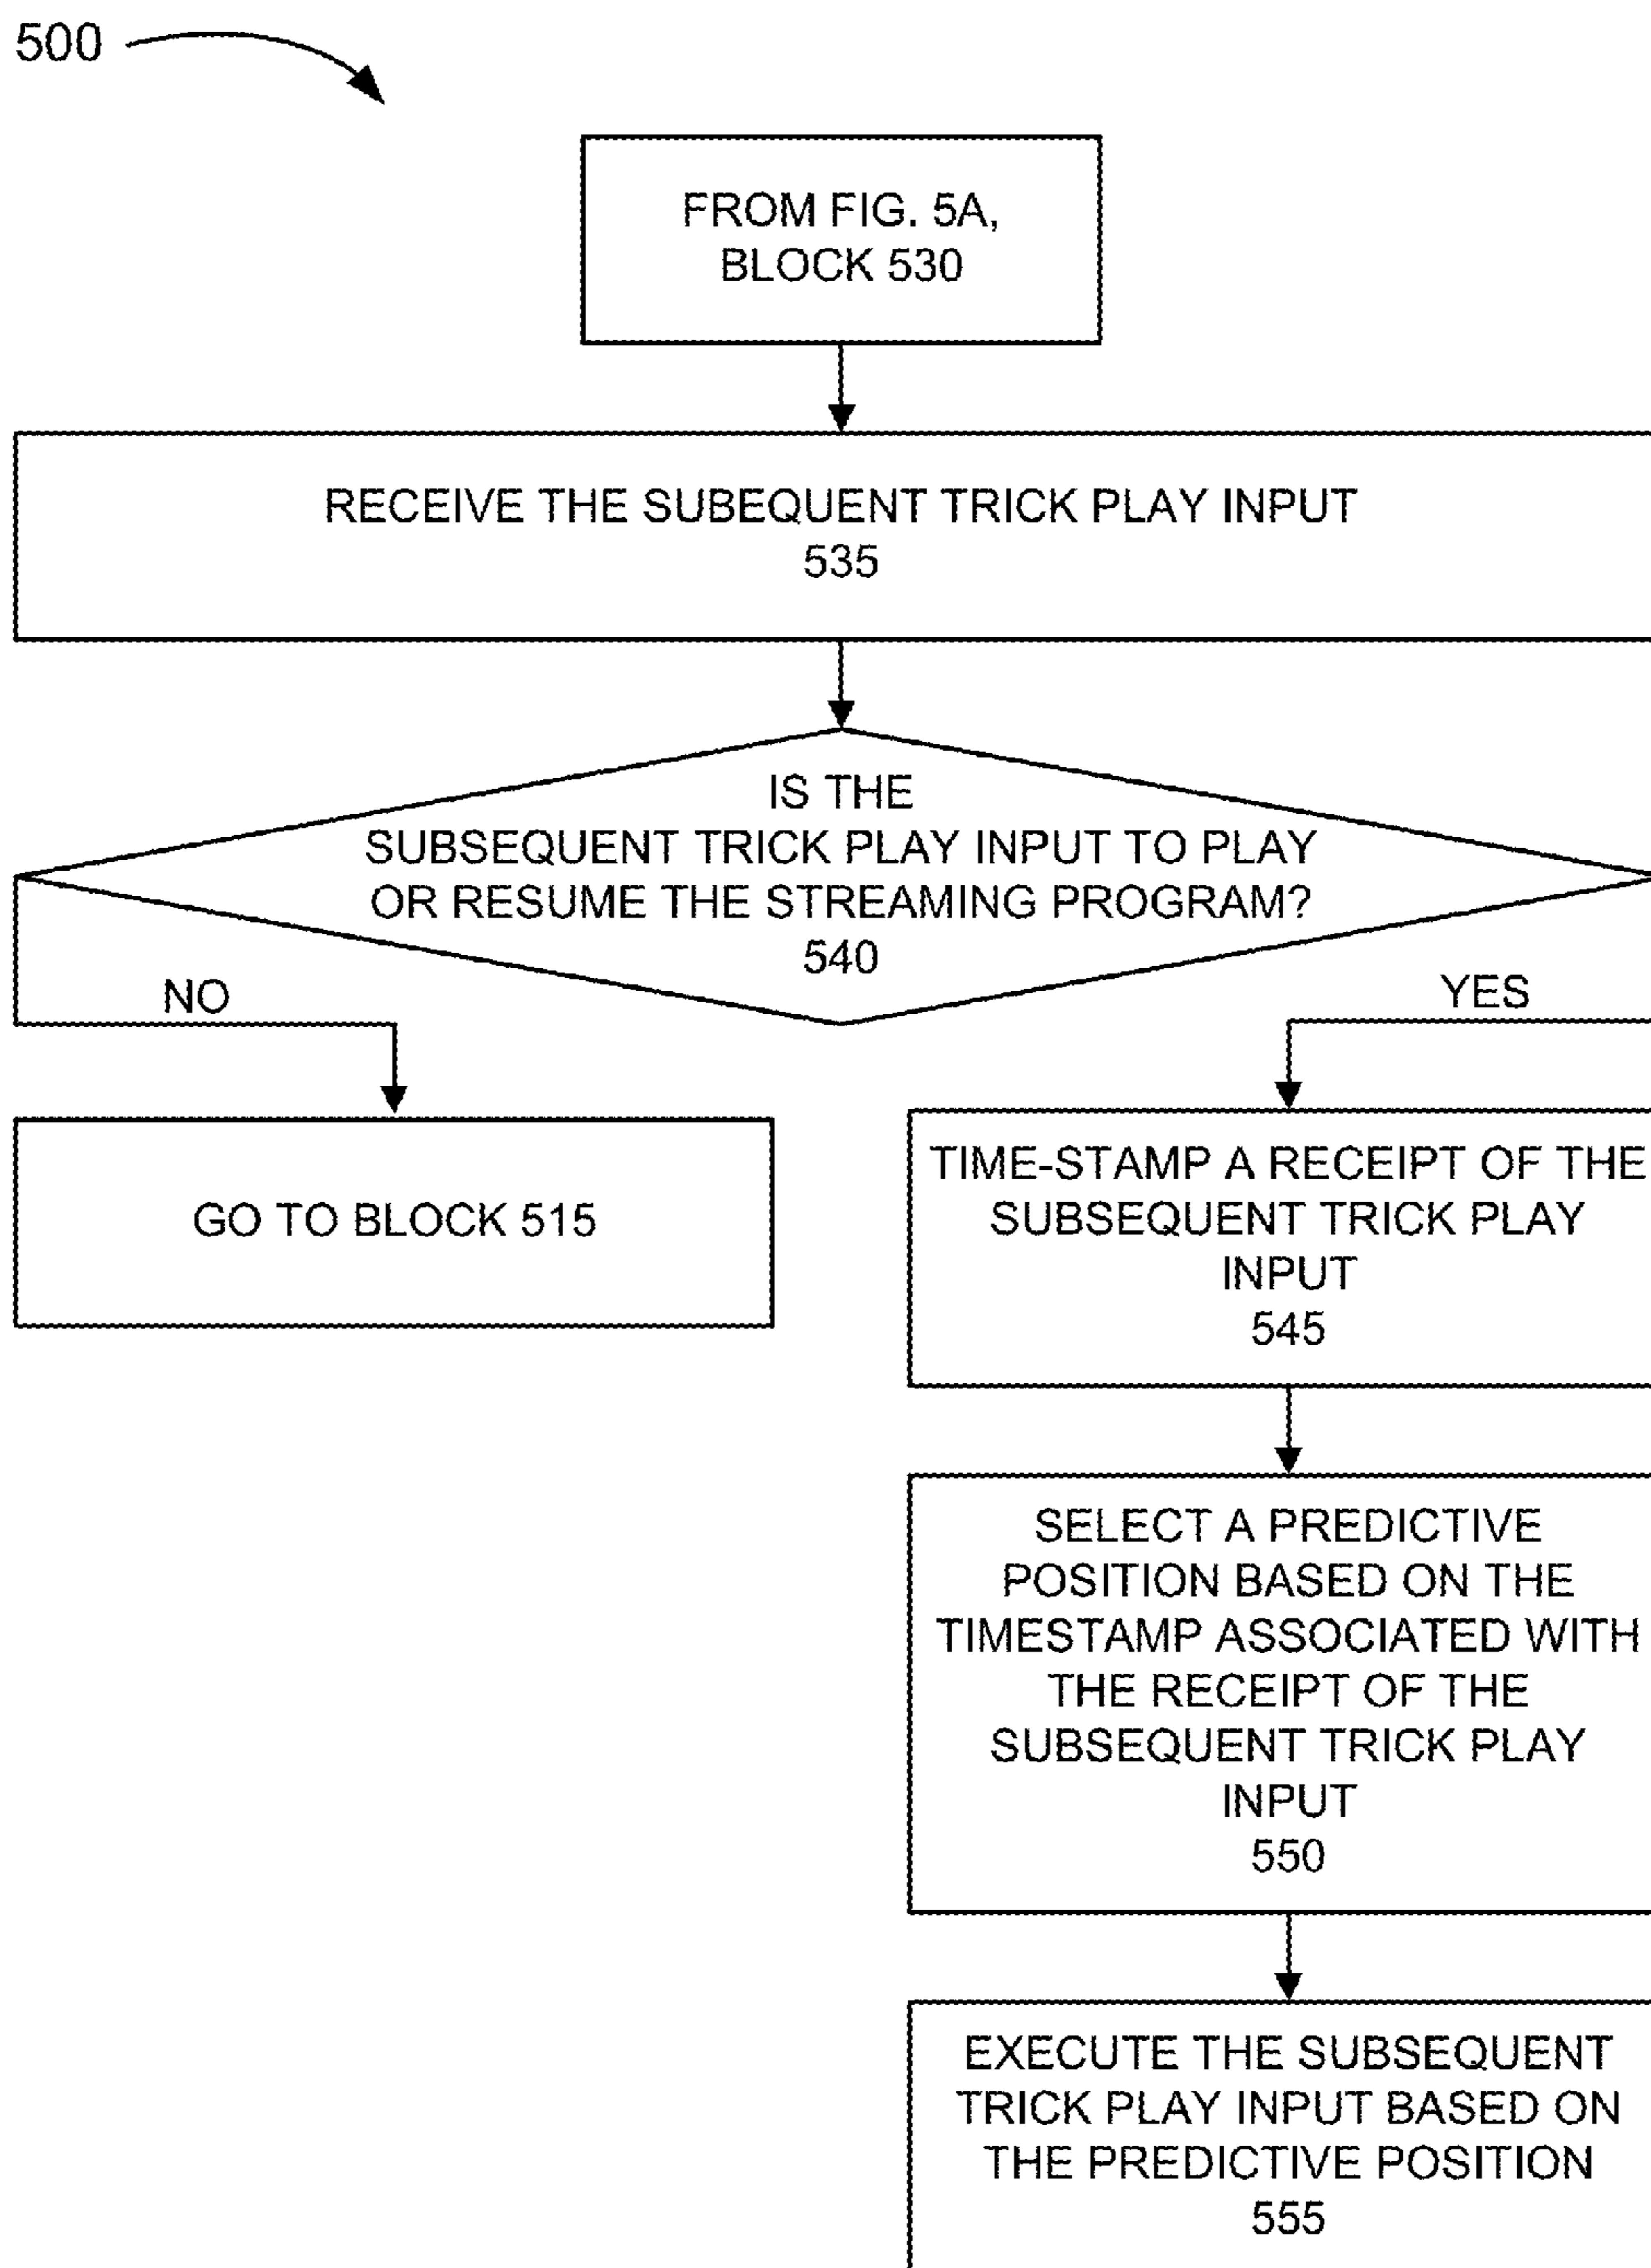 500
FROM FIG. 5A,
BLOCK 530
RECEIVE THE SUBEQUENT TRICK PLAY INPUT
535
IS THE
SUBSEQUENT TRICK PLAY INPUT TO PLAY
OR RESUME THE STREAMING PROGRAM?
540
NO
YES
GO TO BLOCK 515
TIME-STAMP A RECEIPT OF THE
SUBSEQUENT TRICK PLAY
INPUT
545
SELECT A PREDICTIVE
POSITION BASED ON THE
TIMESTAMP ASSOCIATED WITH
THE RECEIPT OF THE
SUBSEQUENT TRICK PLAY
INPUT
550
EXECUTE THE SUBSEQUENT
TRICK PLAY INPUT BASED ON
THE PREDICTIVE POSITION
555